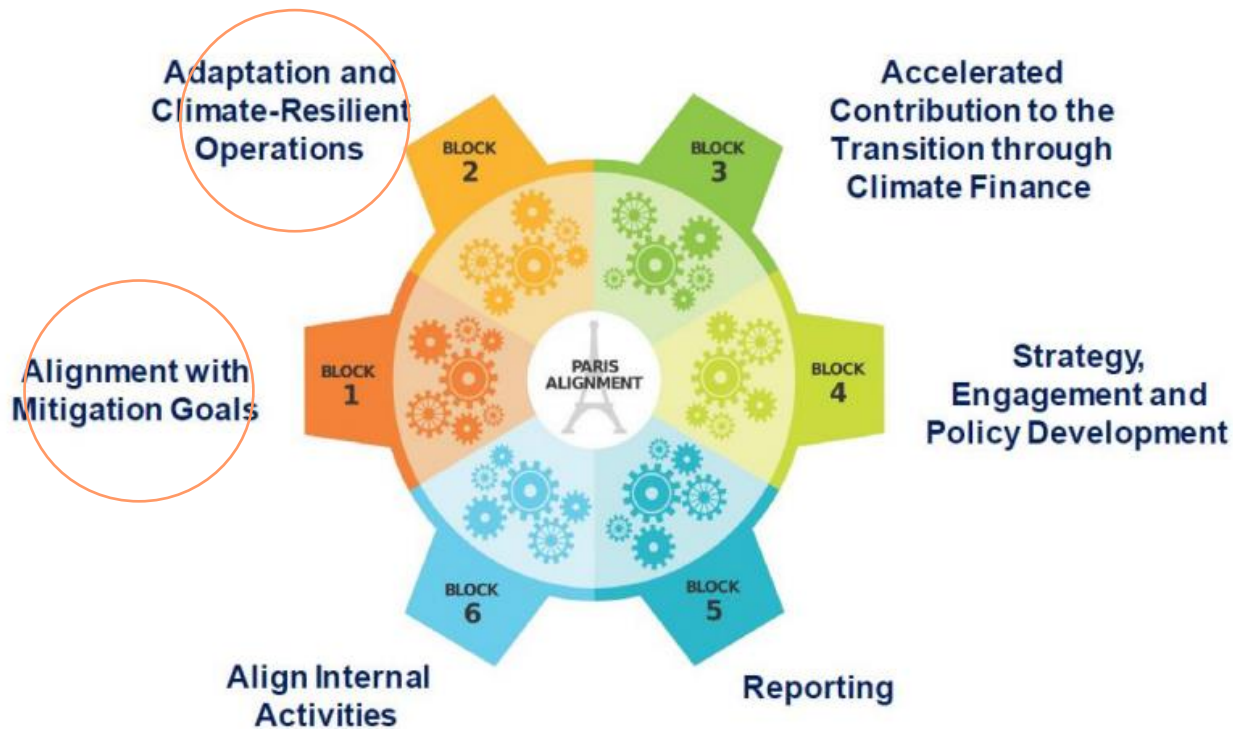 Adaptation and
Climate-Resilient
Operations
BLOCK
2
BLOCK
3
Accelerated
Contribution to the
Transition through
Climate Finance
Alignment with
Mitigation Goals
BLOCK
1
PARIS
ALIGNMENT
BLOCK
4
Strategy,
Engagement and
Policy Development
BLOCK
6
BLOCK
5
Align Internal
Activities
Reporting